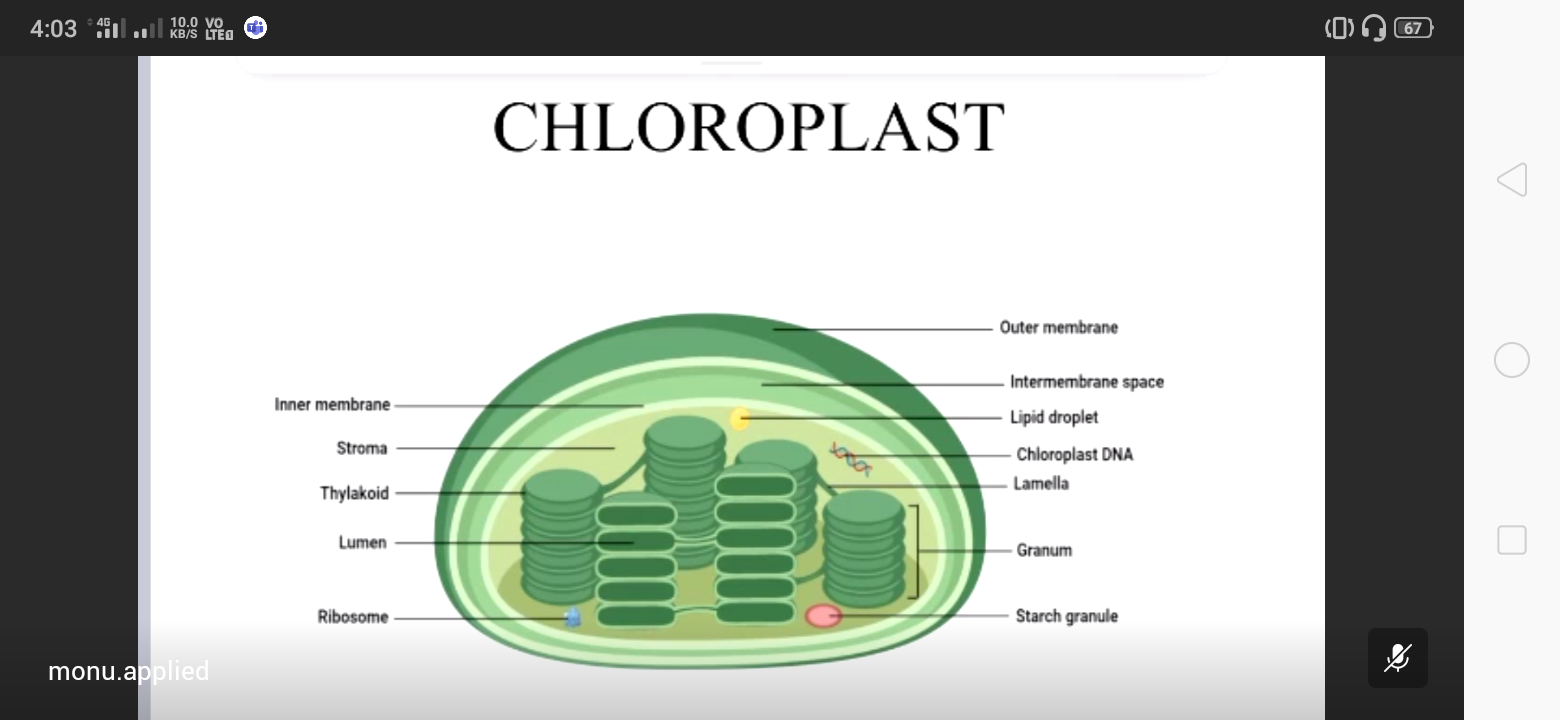 4:03 4G 10.0 KB/S VO LTE 67
CHLOROPLAST
Outer membrane
Intermembrane space
Inner membrane
Lipid droplet
Stroma
Chloroplast DNA
Lamella
Thylakoid
Lumen
Granum
Ribosome
Starch granule
monu.applied